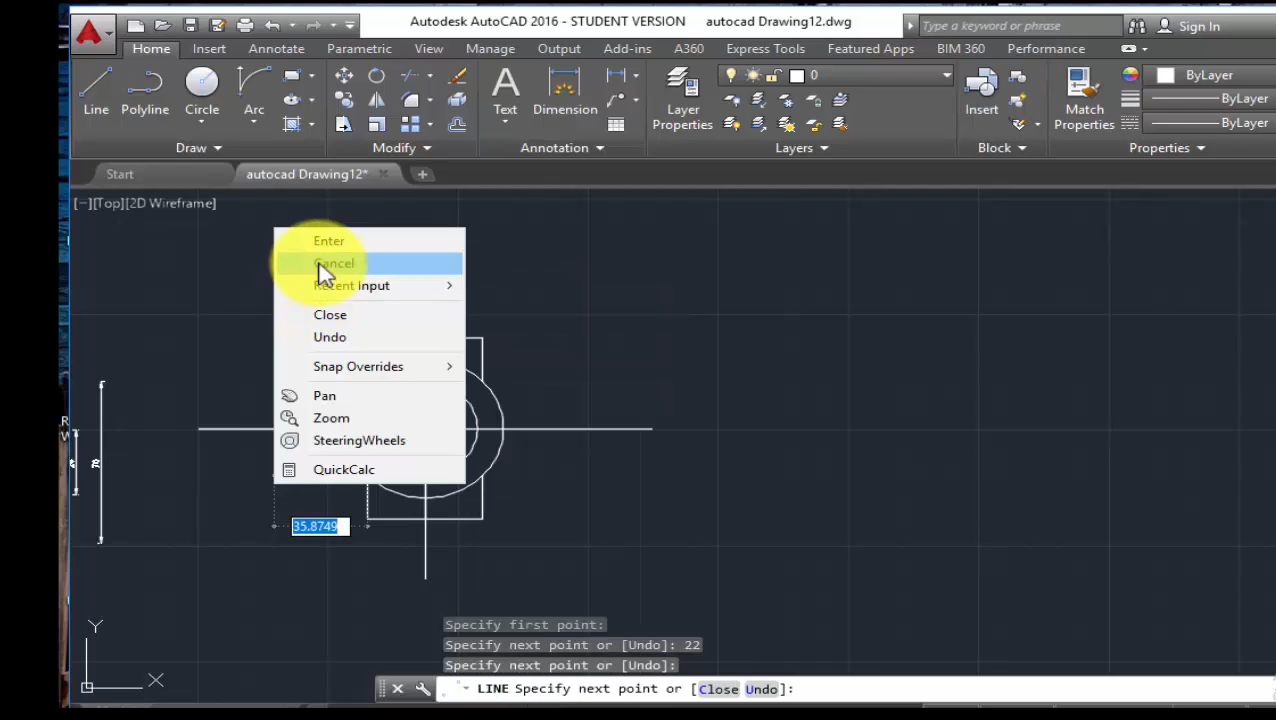 Autodesk AutoCAD 2016 - STUDENT VERSION autocad Drawing12.dwg Type a keyword or phrase Sign In
Home Insert Annotate Parametric View Manage Output Add-ins A360 Express Tools Featured Apps BIM 360 Performance
0 ByLayer
Line Polyline Circle Arc Text Dimension Layer Properties Insert Match Properties ByLayer
ByLayer
Draw Modify Annotation Layers Block Properties
Start autocad Drawing12*
[−][Top][2D Wireframe]
Enter
Cancel
Recent Input
Close
Undo
Snap Overrides
Pan
Zoom
SteeringWheels
QuickCalc
35.8749
Specify first point:
Specify next point or [Undo]: 22
Specify next point or [Undo]:
LINE Specify next point or [Close Undo]:
Y
X